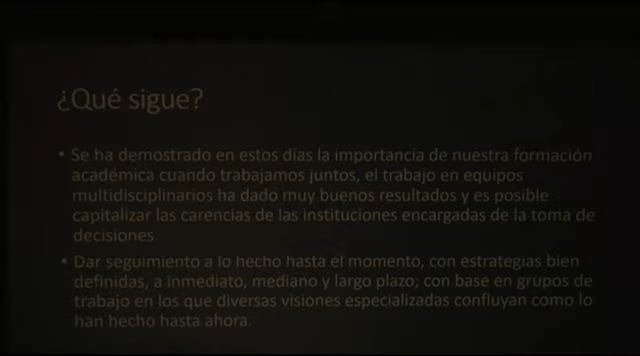 ¿Qué sigue?
• Se ha demostrado en estos días la importancia de nuestra formación
académica cuando trabajamos juntos, el trabajo en equipos
multidisciplinarios ha dado muy buenos resultados y es posible
capitalizar las carencias de las instituciones encargadas de la toma de
decisiones.
• Dar seguimiento a lo hecho hasta el momento, con estrategias bien
definidas, a inmediato, mediano y largo plazo; con base en grupos de
trabajo en los que diversas visiones especializadas confluyan como lo
han hecho hasta ahora.